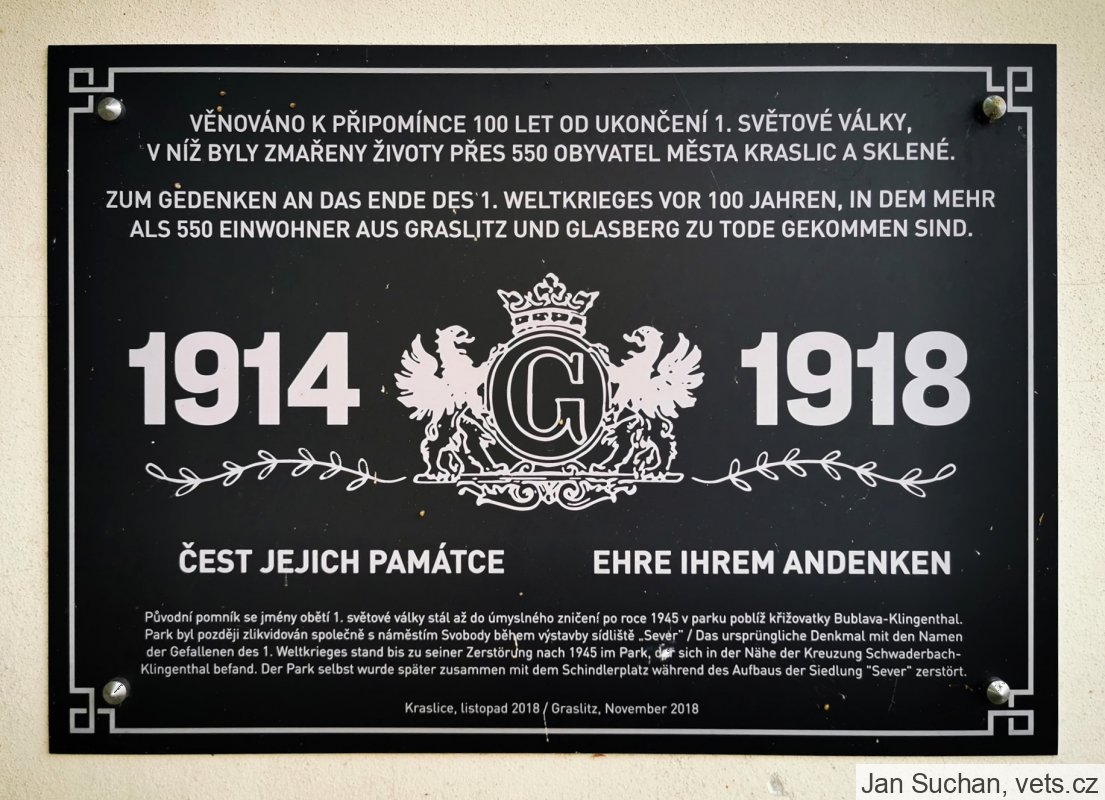 VĚNOVÁNO K PŘIPOMÍNCE 100 LET OD UKONČENÍ 1. SVĚTOVÉ VÁLKY,
V NÍŽ BYLY ZMAŘENY ŽIVOTY PŘES 550 OBYVATEL MĚSTA KRASLIC A SKLENÉ.
ZUM GEDENKEN AN DAS ENDE DES 1. WELTKRIEGES VOR 100 JAHREN, IN DEM MEHR
ALS 550 EINWOHNER AUS GRASLITZ UND GLASBERG ZU TODE GEKOMMEN SIND.
1914 G 1918
ČEST JEJICH PAMÁTCE EHRE IHREM ANDENKEN
Původní pomník se jmény obětí 1. světové války stál až do úmyslného zničení po roce 1945 v parku poblíž křižovatky Bublava-Klingenthal.
Park byl později zlikvidován společně s náměstím Svobody během výstavby sídliště „Sever" / Das ursprüngliche Denkmal mit den Namen
der Gefallenen des 1. Weltkrieges stand bis zu seiner Zerstörung nach 1945 im Park, der sich in der Nähe der Kreuzung Schwaderbach-
Klingenthal befand. Der Park selbst wurde später zusammen mit dem Schindlerplatz während des Aufbaus der Siedlung "Sever" zerstört.
Kraslice, listopad 2018 / Graslitz, November 2018
Jan Suchan, vets.cz